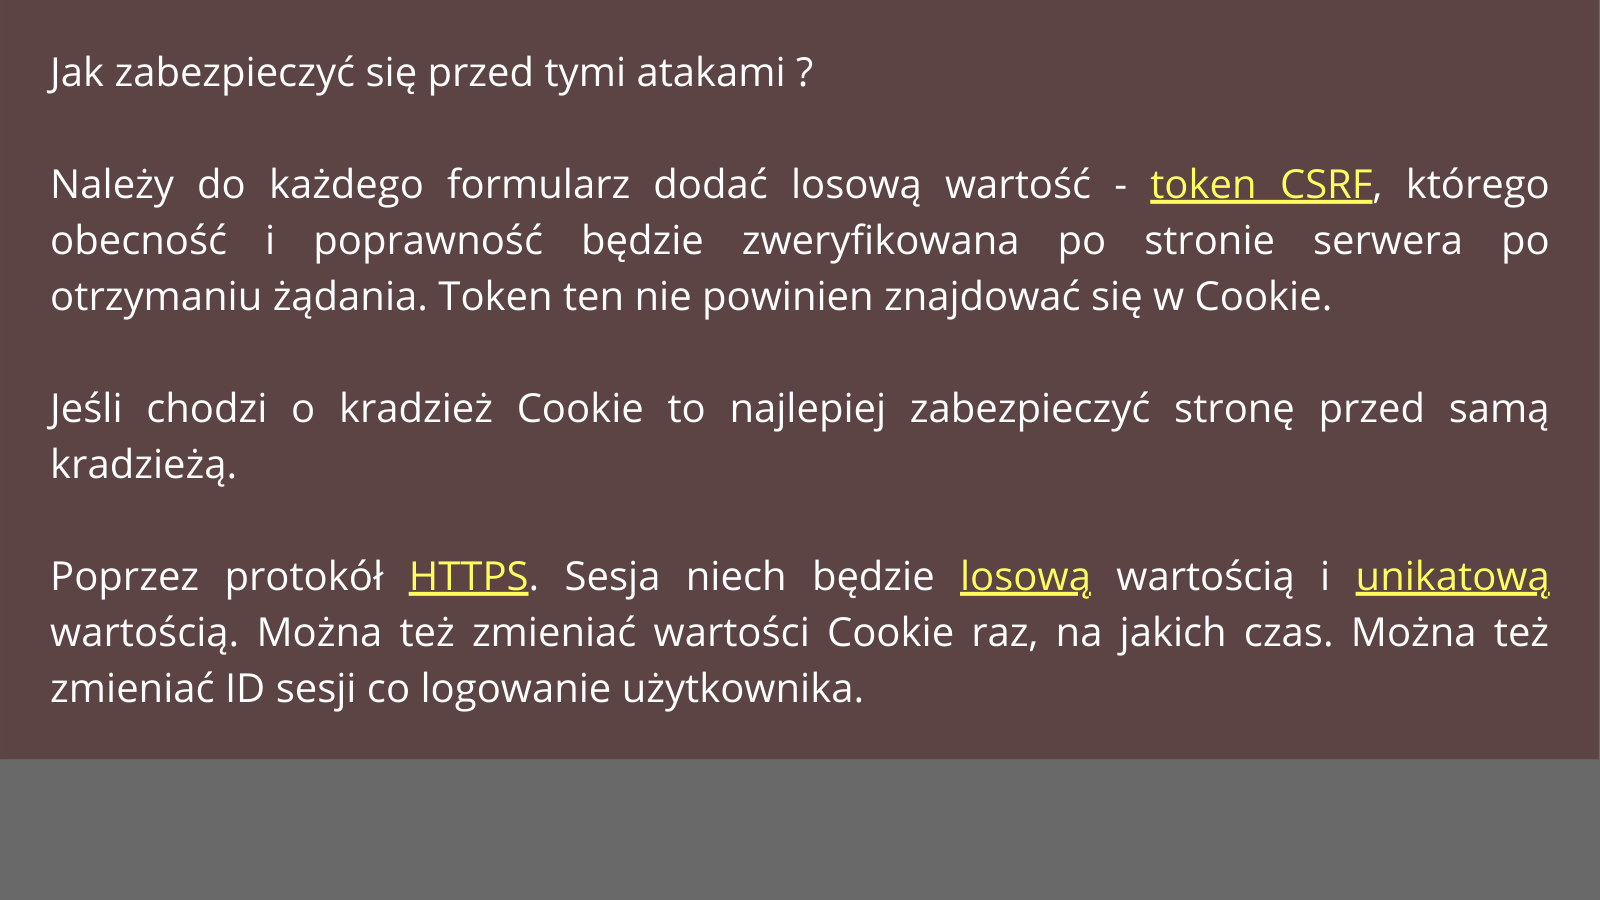 Jak zabezpieczyć się przed tymi atakami ?
Należy do każdego formularz dodać losową wartość - token CSRF, którego
obecność i poprawność będzie zweryfikowana po stronie serwera po
otrzymaniu żądania. Token ten nie powinien znajdować się w Cookie.
Jeśli chodzi o kradzież Cookie to najlepiej zabezpieczyć stronę przed samą
kradzieżą.
Poprzez protokół HTTPS. Sesja niech będzie losową wartością i unikatową
wartością. Można też zmieniać wartości Cookie raz, na jakich czas. Można też
zmieniać ID sesji co logowanie użytkownika.